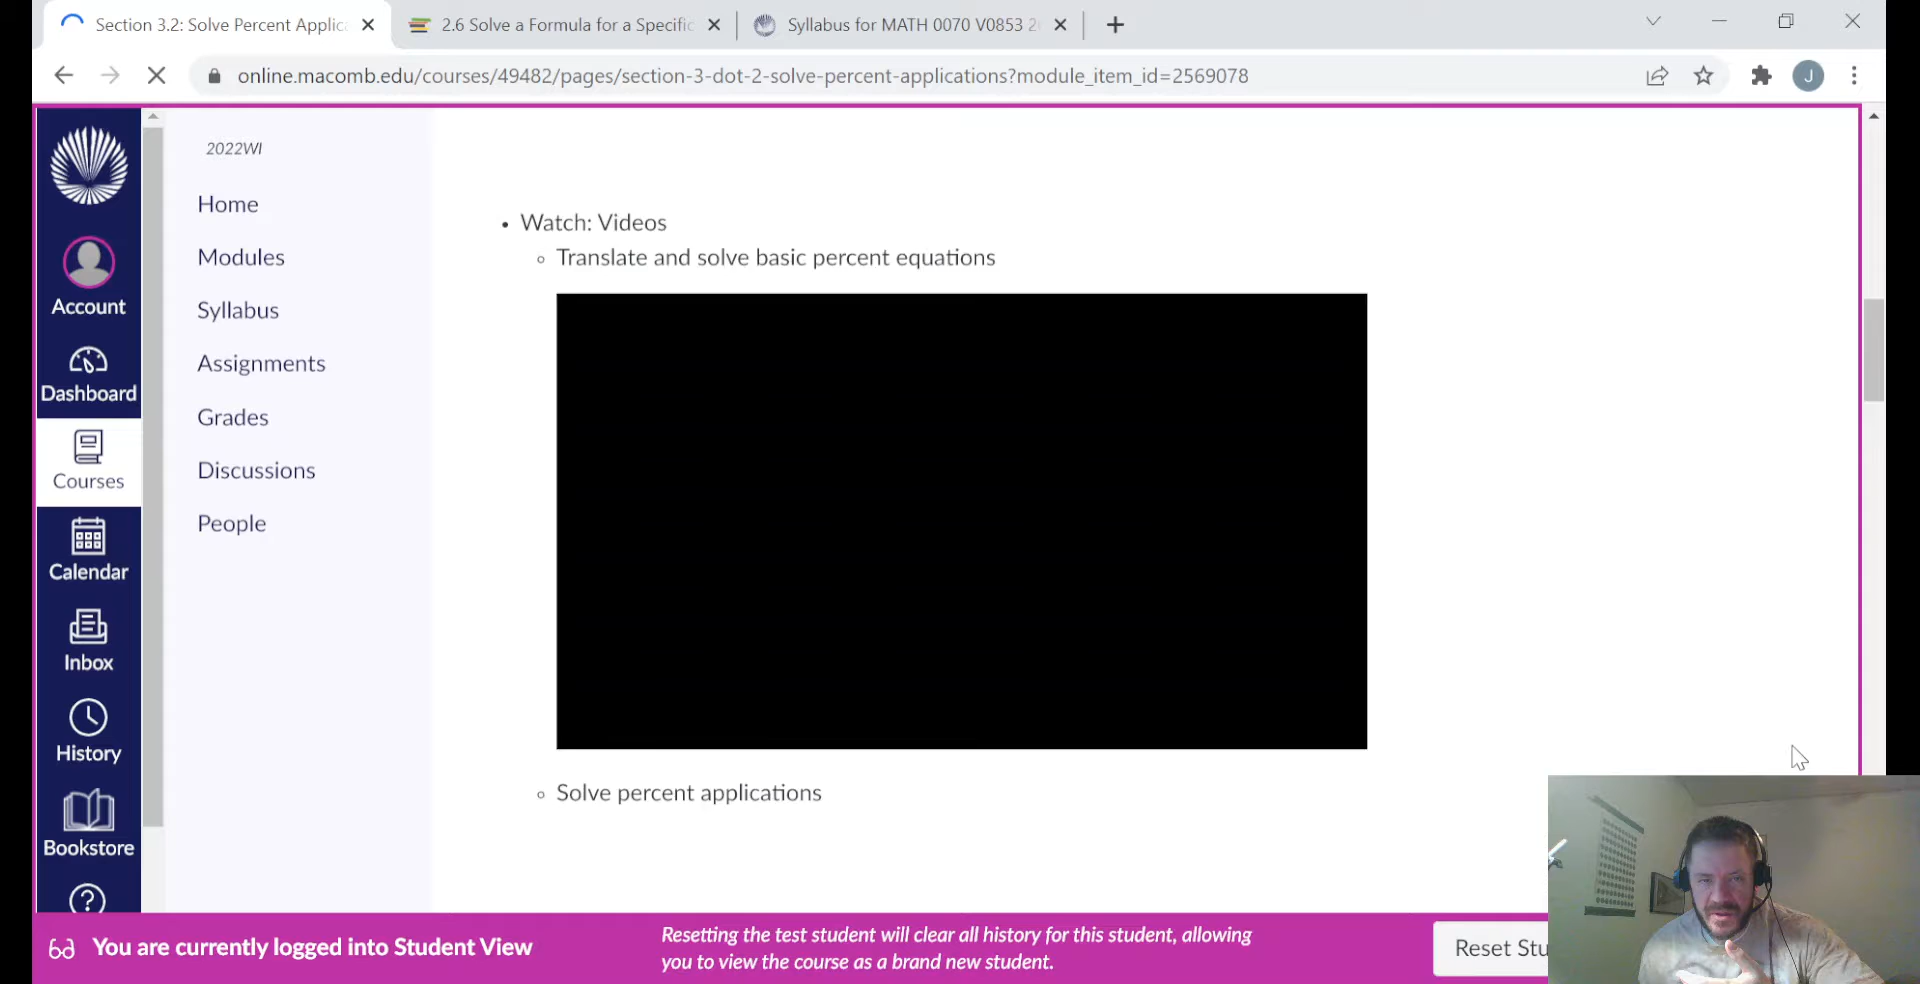 Section 3.2: Solve Percent Applica
2.6 Solve a Formula for a Specific
Syllabus for MATH 0070 V0853 2
online.macomb.edu/courses/49482/pages/section-3-dot-2-solve-percent-applications?module_item_id=2569078
J
2022WI
Home
Modules
Syllabus
Assignments
Grades
Discussions
People
Account
Dashboard
Courses
Calendar
Inbox
History
Bookstore
• Watch: Videos
◦ Translate and solve basic percent equations
◦ Solve percent applications
You are currently logged into Student View
Resetting the test student will clear all history for this student, allowing
you to view the course as a brand new student.
Reset Stu